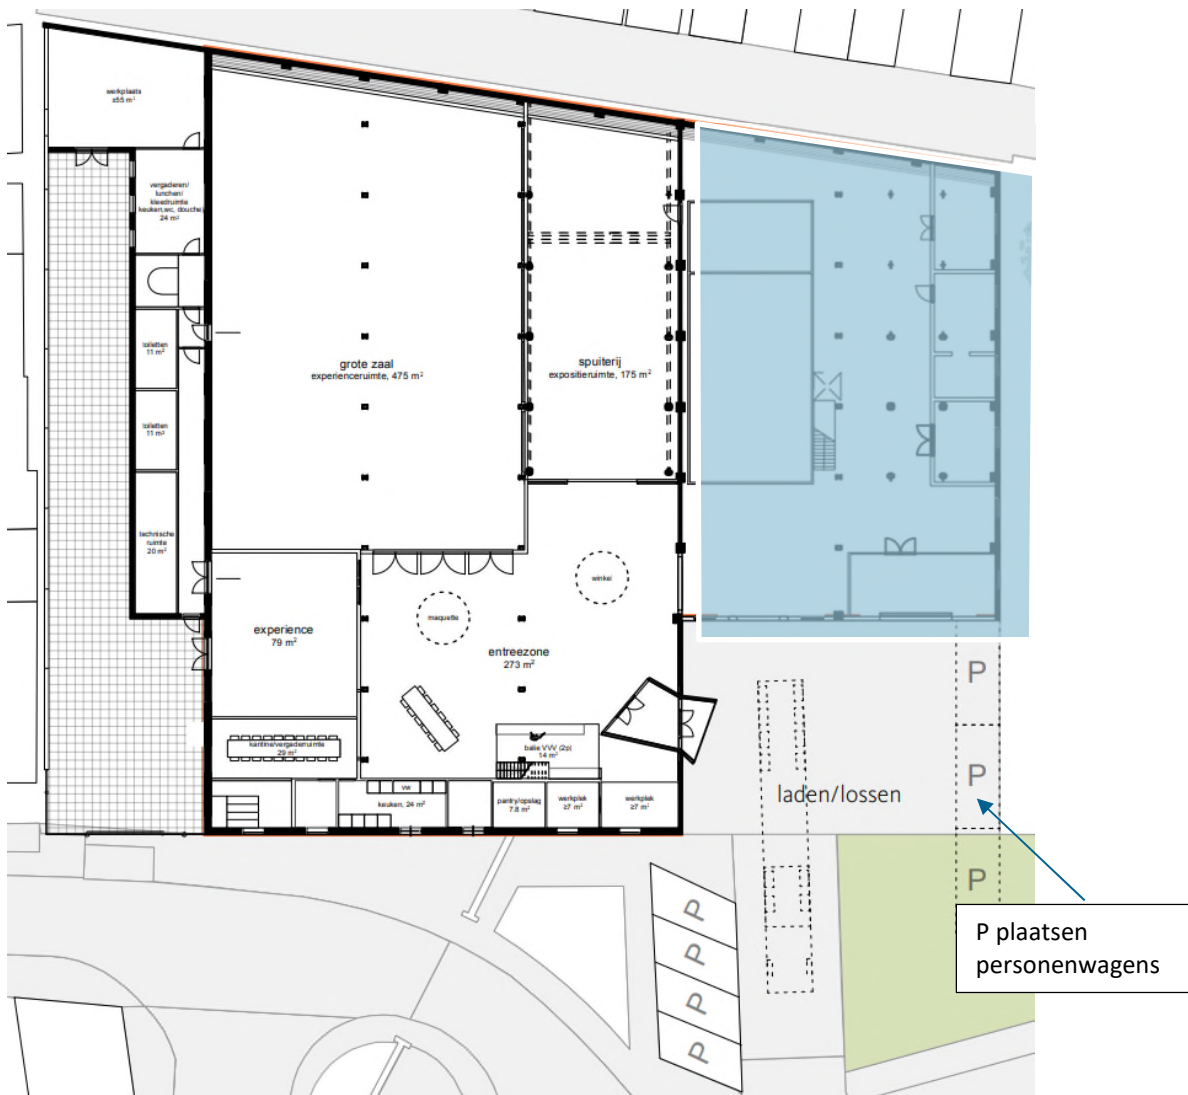 werkplaats
±55 m²
vergaderen/
lunchen/
kleedruimte
keuken,wc, douche)
24 m²
toiletten
11 m²
toiletten
11 m²
technische
ruimte
20 m²
grote zaal
experienceruimte, 475 m²
spuiterij
expositieruimte, 175 m²
winkel
maquette
experience
79 m²
entreezone
273 m²
kantine/vergaderruimte
29 m²
balie VVV (2p)
14 m²
vw
keuken, 24 m²
pantry/opslag
7.8 m²
werkplek
≥7 m²
werkplek
≥7 m²
laden/lossen
P
P
P
P plaatsen
personenwagens
P
P
P
P